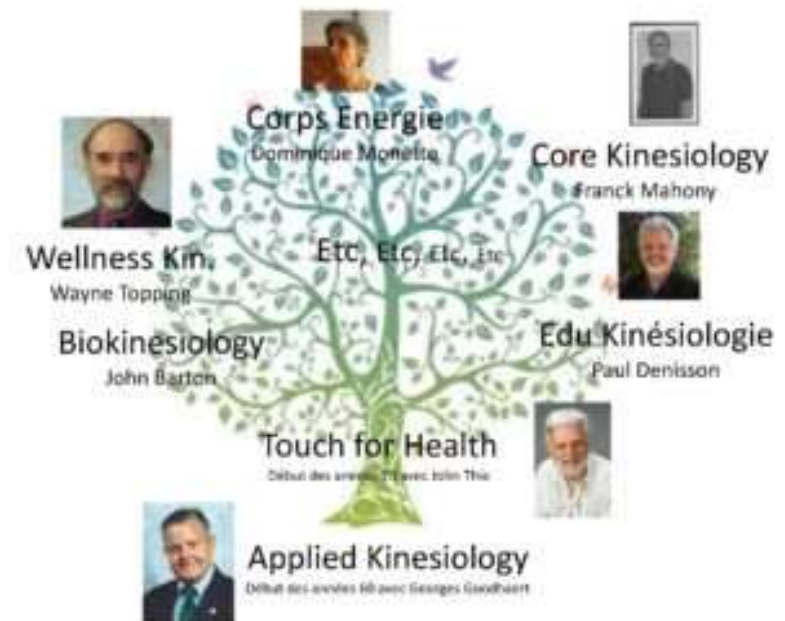 Corps Energie
Dominique Monette
Core Kinesiology
Franck Mahony
Wellness Kin.
Wayne Topping
Etc, Etc, Etc, Etc
Biokinesiology
John Barton
Edu Kinésiologie
Paul Denisson
Touch for Health
Début des années 70 avec John Thie
Applied Kinesiology
Début des années 60 avec Georges Goodheart